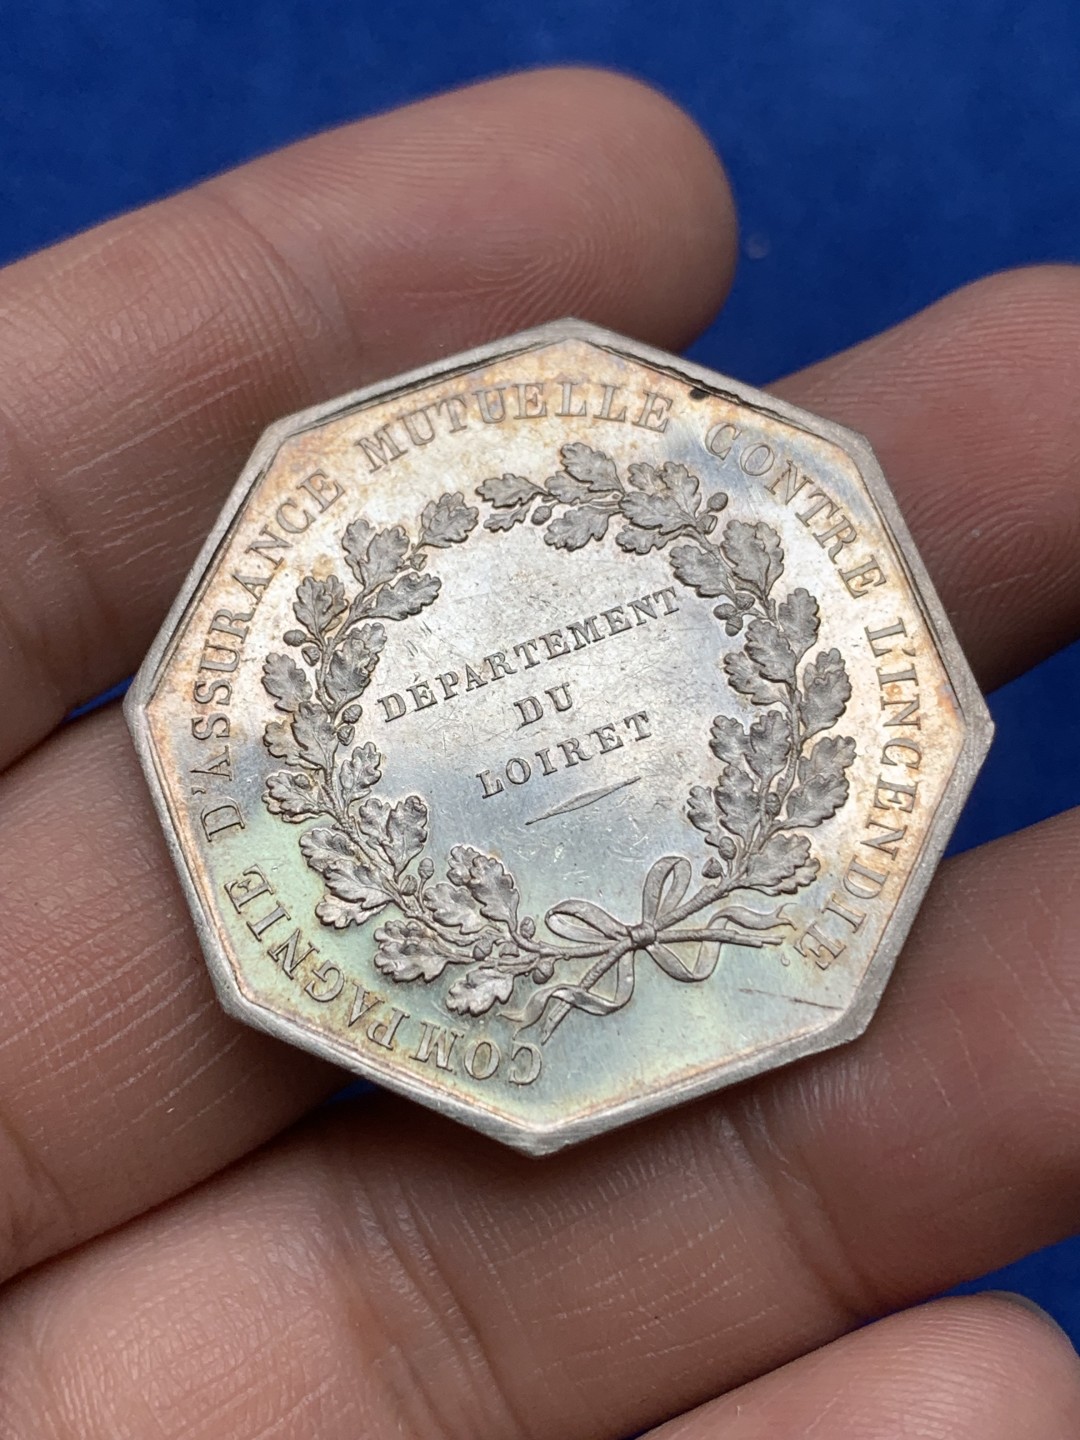 COMPAGNIE D'ASSURANCE MUTUELLE CONTRE L'INCENDIE.
DÉPARTEMENT
DU
LOIRET